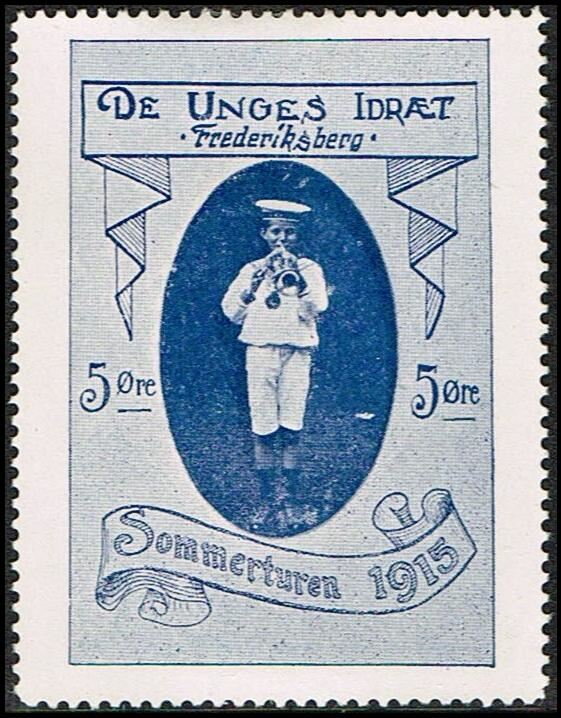 De Unges Idræt
·Frederiksberg·
5 Øre
5 Øre
Sommerturen 1915